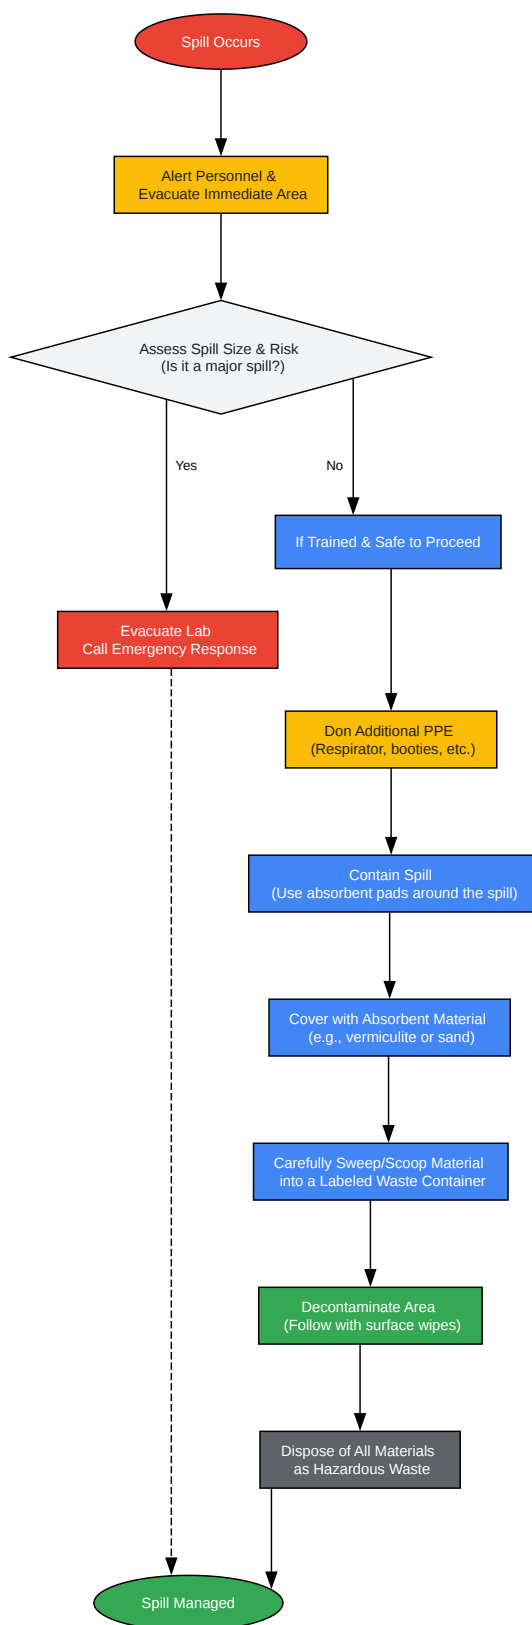 Spill Occurs
Alert Personnel &
Evacuate Immediate Area
Assess Spill Size & Risk
(Is it a major spill?)
Yes
No
If Trained & Safe to Proceed
Evacuate Lab
Call Emergency Response
Don Additional PPE
(Respirator, booties, etc.)
Contain Spill
(Use absorbent pads around the spill)
Cover with Absorbent Material
(e.g., vermiculite or sand)
Carefully Sweep/Scoop Material
into a Labeled Waste Container
Decontaminate Area
(Follow with surface wipes)
Dispose of All Materials
as Hazardous Waste
Spill Managed